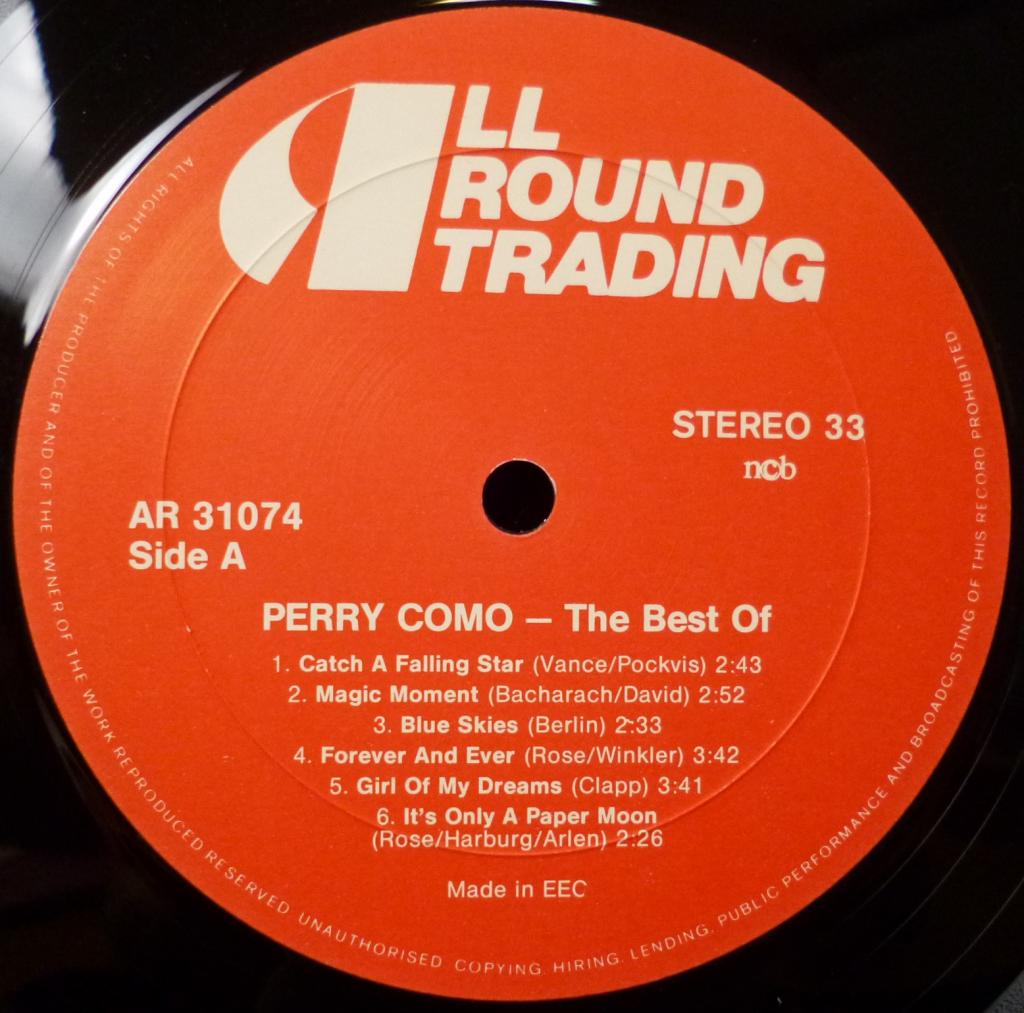 ALL
ROUND
TRADING
STEREO 33
ncb
AR 31074
Side A
PERRY COMO – The Best Of
1. Catch A Falling Star (Vance/Pockvis) 2:43
2. Magic Moment (Bacharach/David) 2:52
3. Blue Skies (Berlin) 2:33
4. Forever And Ever (Rose/Winkler) 3:42
5. Girl Of My Dreams (Clapp) 3:41
6. It's Only A Paper Moon
(Rose/Harburg/Arlen) 2:26
Made in EEC
ALL RIGHTS OF THE PRODUCER AND OF THE OWNER OF THE WORK REPRODUCED RESERVED UNAUTHORISED COPYING. HIRING. LENDING. PUBLIC PERFORMANCE AND BROADCASTING OF THIS RECORD PROHIBITED